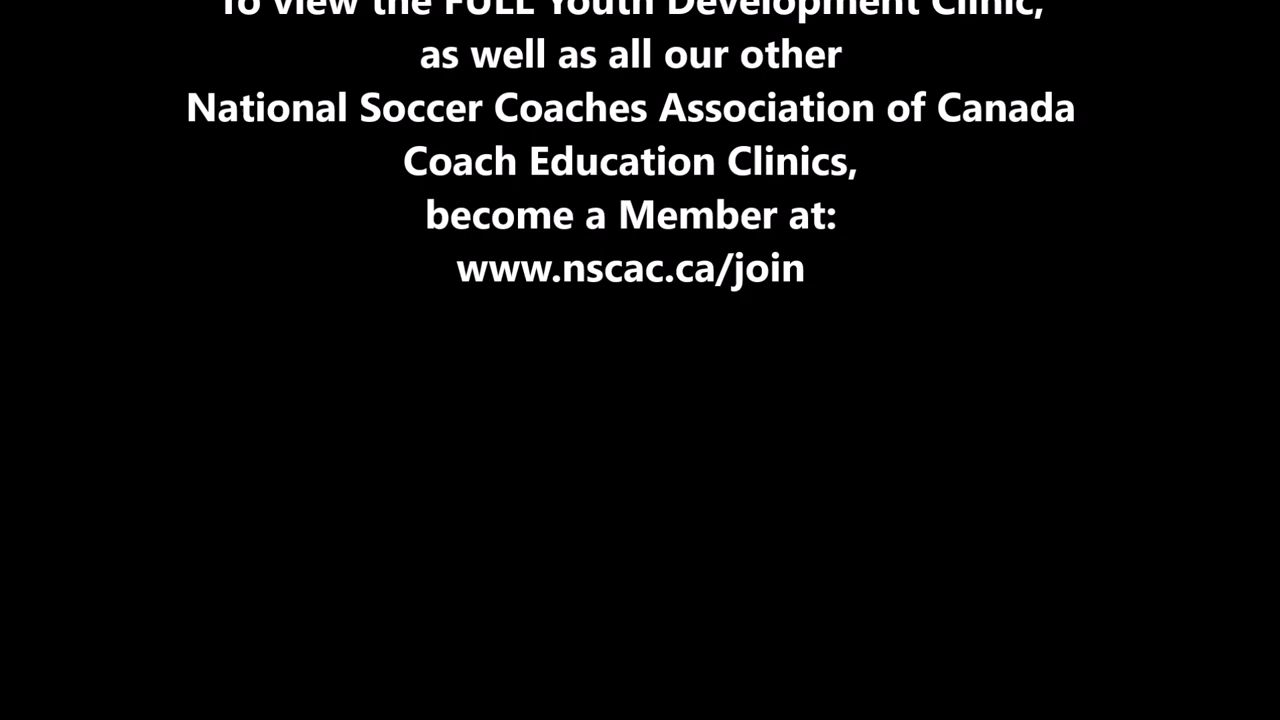 To view the FULL Youth Development Clinic,
as well as all our other
National Soccer Coaches Association of Canada
Coach Education Clinics,
become a Member at:
www.nscac.ca/join